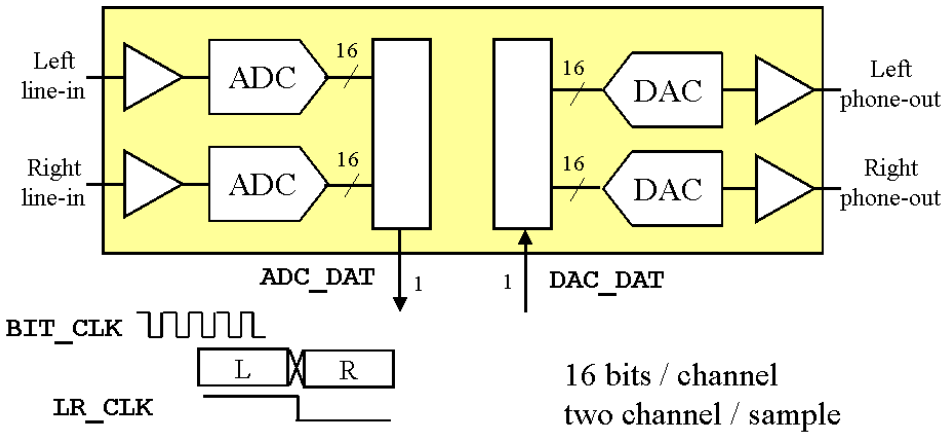 Left
line-in
ADC
16
16
DAC
Left
phone-out
Right
line-in
ADC
16
16
DAC
Right
phone-out
ADC_DAT
1
1
DAC_DAT
BIT_CLK
L
R
LR_CLK
16 bits / channel
two channel / sample